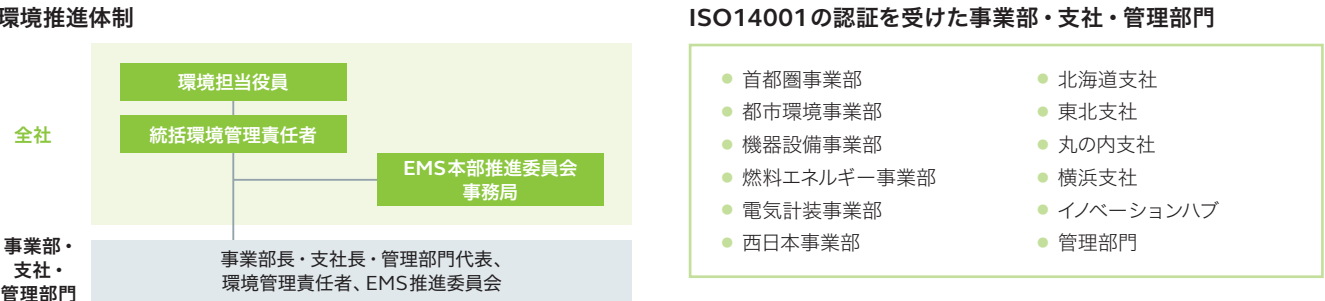 環境推進体制
全社
環境担当役員
統括環境管理責任者
EMS本部推進委員会
事務局
事業部・
支社・
管理部門
事業部長・支社長・管理部門代表、
環境管理責任者、EMS推進委員会
ISO14001の認証を受けた事業部・支社・管理部門
● 首都圏事業部
● 都市環境事業部
● 機器設備事業部
● 燃料エネルギー事業部
● 電気計装事業部
● 西日本事業部
● 北海道支社
● 東北支社
● 丸の内支社
● 横浜支社
● イノベーションハブ
● 管理部門